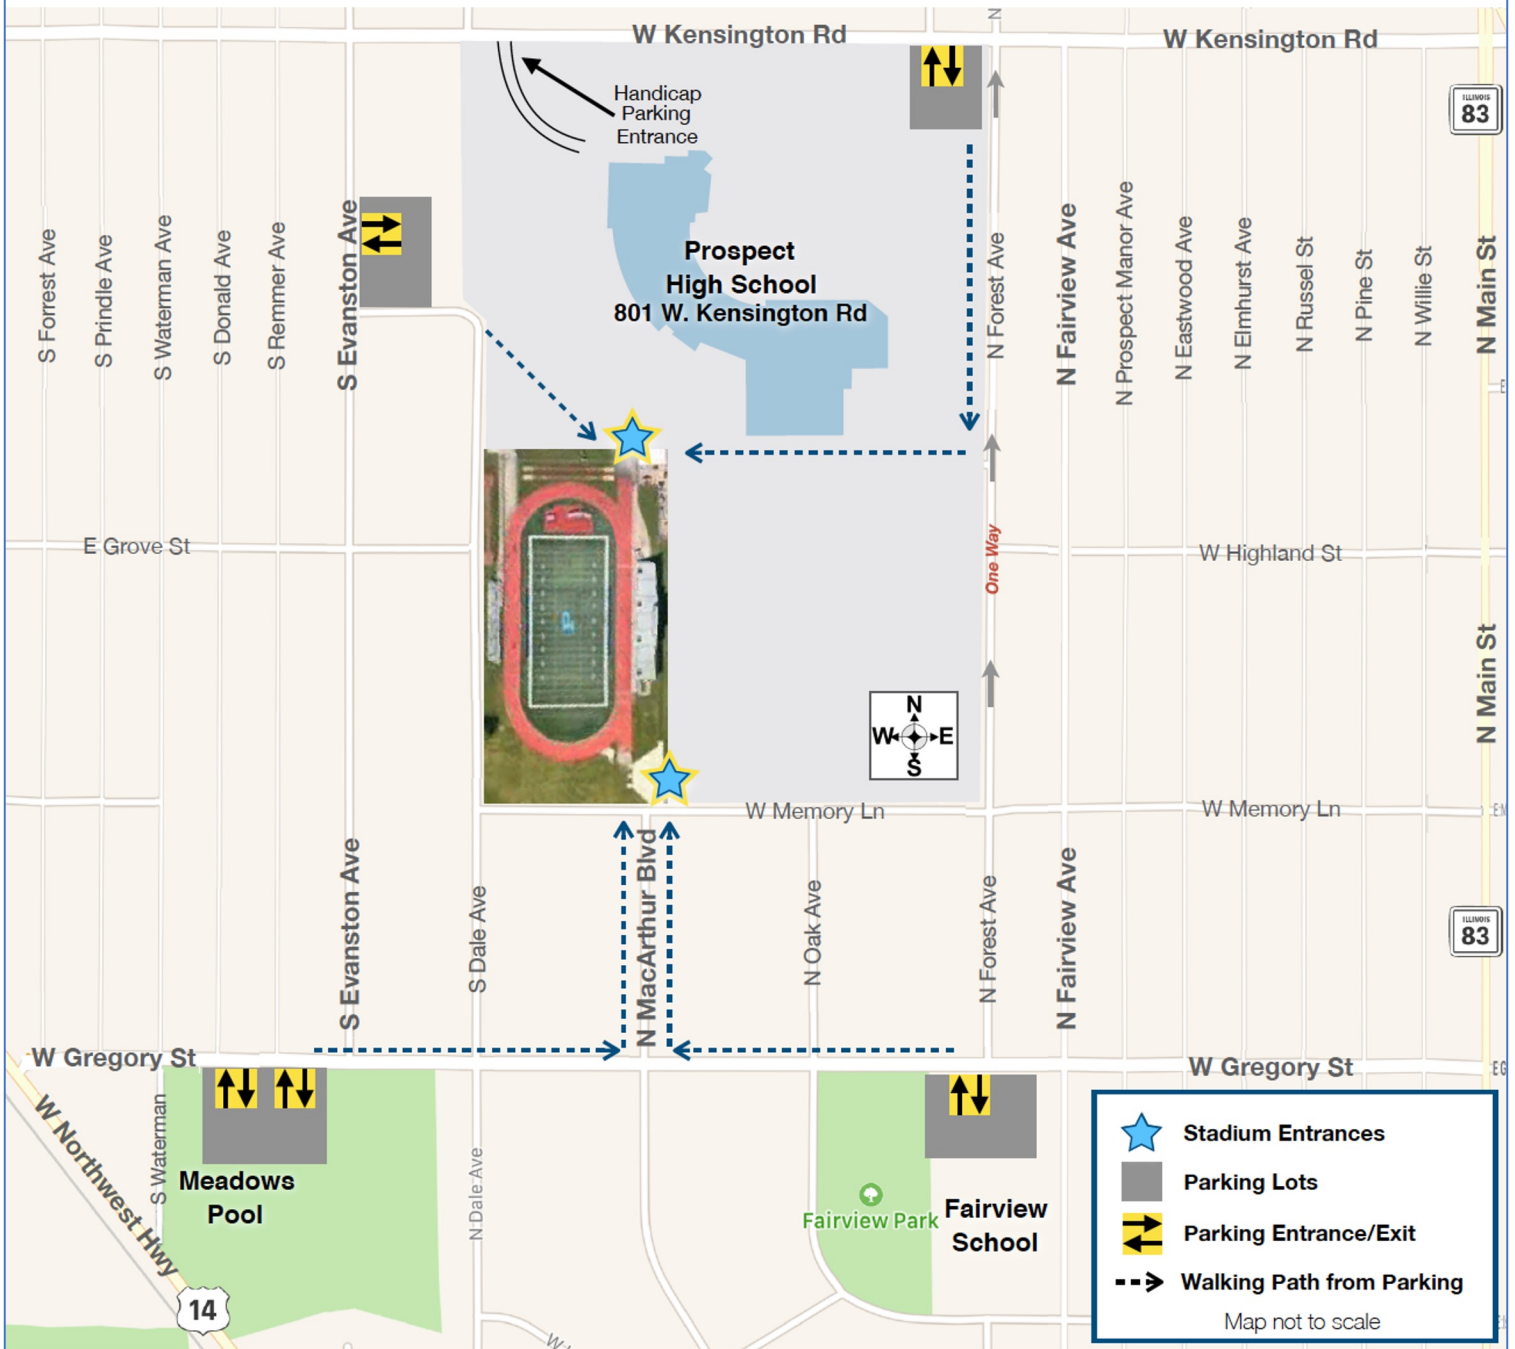 W Kensington Rd
W Kensington Rd
N
ILLINOIS
83
Handicap
Parking
Entrance
Prospect
High School
801 W. Kensington Rd
S Forrest Ave
S Prindle Ave
S Waterman Ave
S Donald Ave
S Remmer Ave
S Evanston Ave
N Forest Ave
N Fairview Ave
N Prospect Manor Ave
N Eastwood Ave
N Elmhurst Ave
N Russel St
N Pine St
N Willie St
N Main St
E Grove St
One Way
W Highland St
N Main St
N
W E
S
W Memory Ln
W Memory Ln
S Evanston Ave
S Dale Ave
N MacArthur Blvd
N Oak Ave
N Forest Ave
N Fairview Ave
ILLINOIS
83
W Gregory St
W Gregory St
W Northwest Hwy
S Waterman
Meadows
Pool
N Dale Ave
Fairview Park
Fairview
School
14
Stadium Entrances
Parking Lots
Parking Entrance/Exit
Walking Path from Parking
Map not to scale